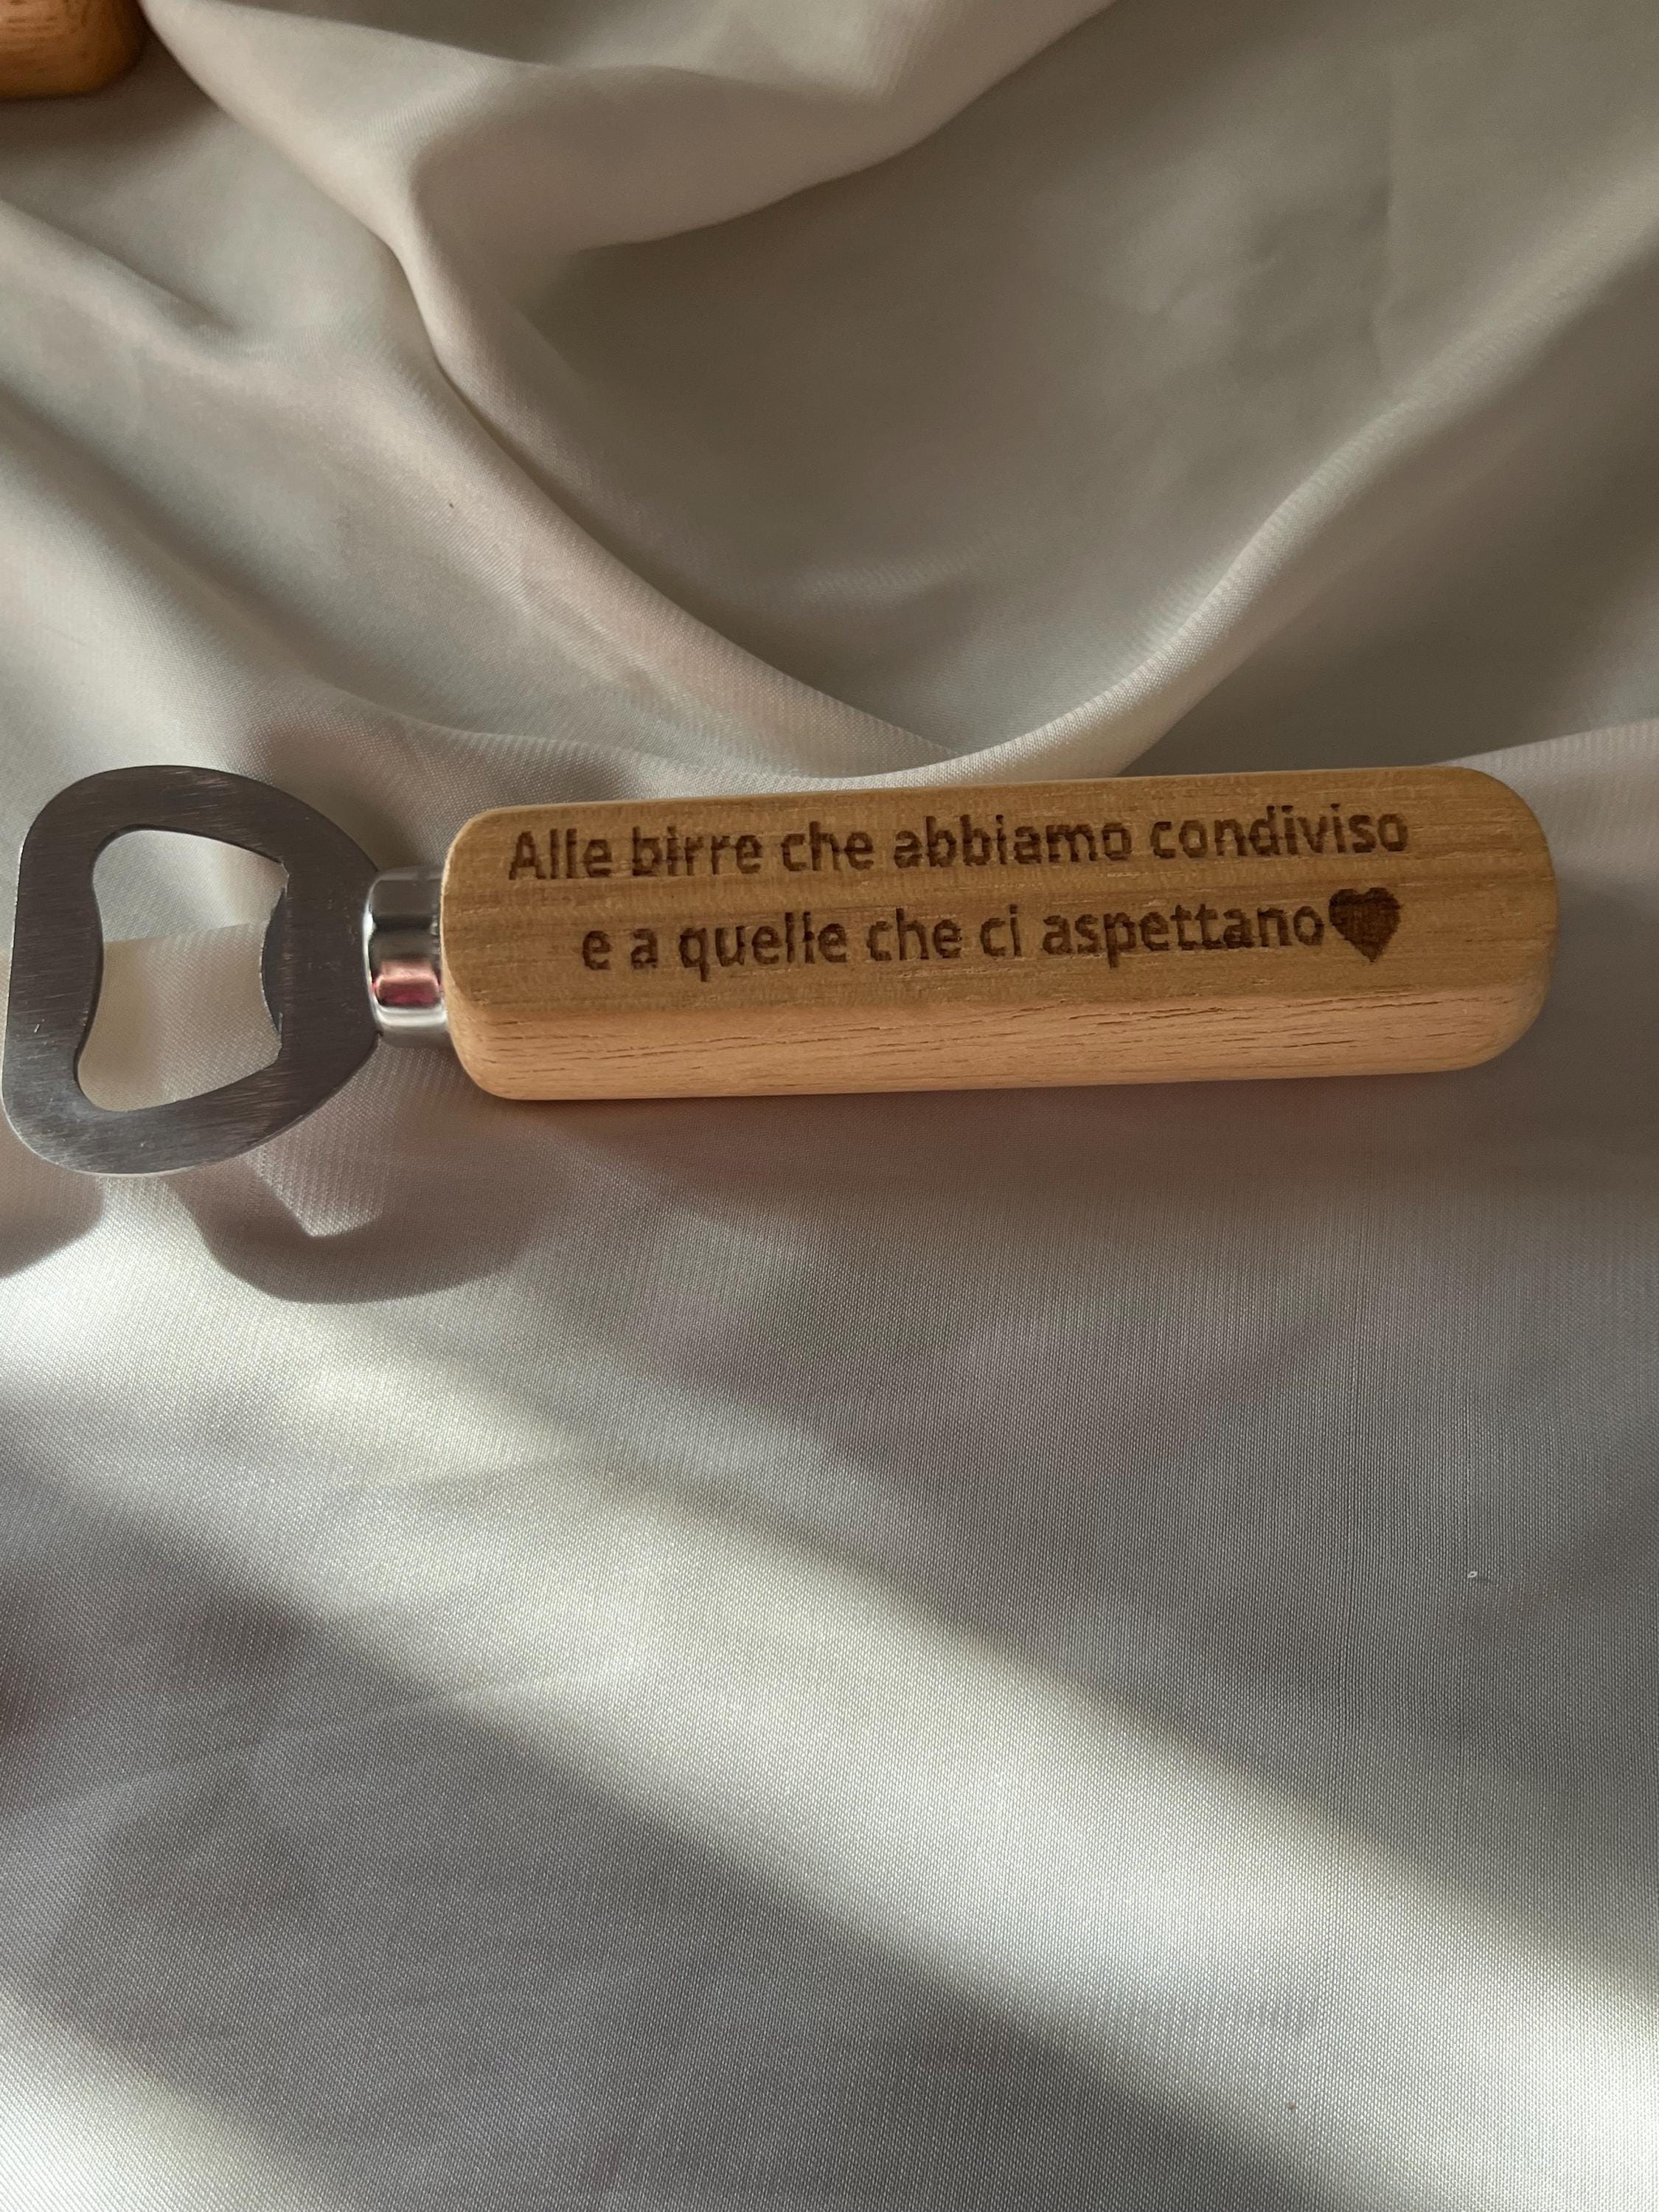 Alle birre che abbiamo condiviso
e a quelle che ci aspettano♥